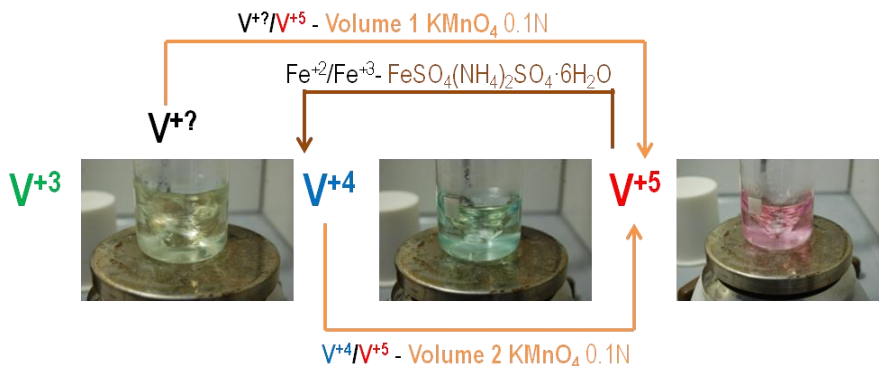 V+?/V+5 - Volume 1 KMnO4 0.1N
Fe+2/Fe+3- FeSO4(NH4)2SO4·6H2O
V+?
V+3
V+4
V+5
V+4/V+5 - Volume 2 KMnO4 0.1N